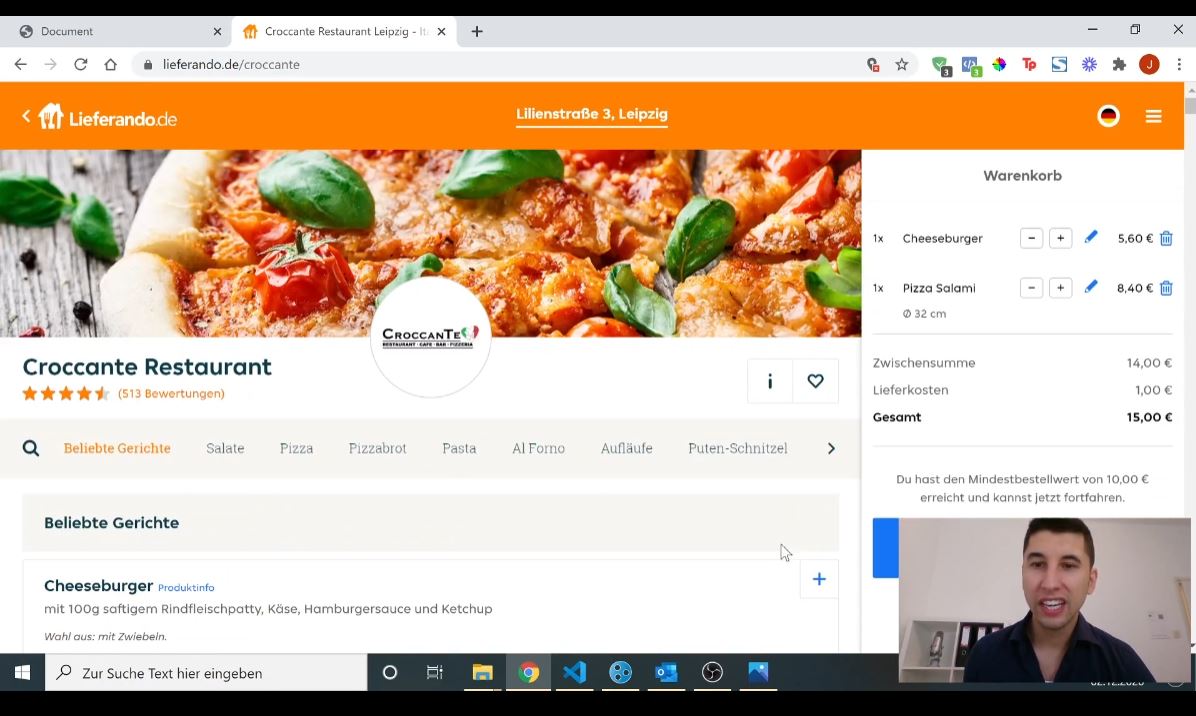 Document
Croccante Restaurant Leipzig - It
lieferando.de/croccante
3
3
Tp
J
Lieferando.de
Lilienstraße 3, Leipzig
Warenkorb
1x Cheeseburger - + 5,60 €
1x Pizza Salami - + 8,40 €
Ø 32 cm
Zwischensumme 14,00 €
Lieferkosten 1,00 €
Gesamt 15,00 €
Du hast den Mindestbestellwert von 10,00 €
erreicht und kannst jetzt fortfahren.
CROCCANTE
RESTAURANT · CAFE · BAR · PIZZERIA
Croccante Restaurant
(513 Bewertungen)
Beliebte Gerichte Salate Pizza Pizzabrot Pasta Al Forno Aufläufe Puten-Schnitzel
Beliebte Gerichte
Cheeseburger Produktinfo
mit 100g saftigem Rindfleischpatty, Käse, Hamburgersauce und Ketchup
Wahl aus: mit Zwiebeln.
Zur Suche Text hier eingeben